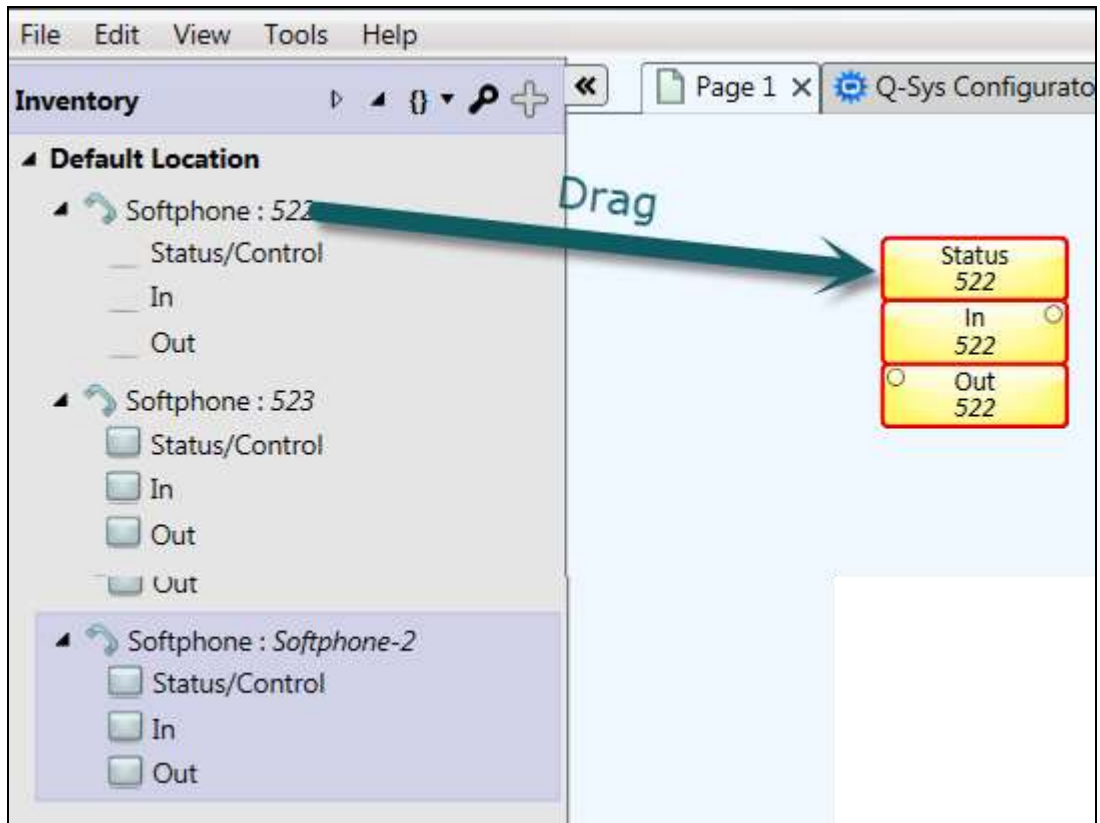 File Edit View Tools Help
Inventory {}
« Page 1 Q-Sys Configurato
Default Location
Softphone : 522
Status/Control
In
Out
Softphone : 523
Status/Control
In
Out
Out
Softphone : Softphone-2
Status/Control
In
Out
Drag
Status
522
In
522
Out
522